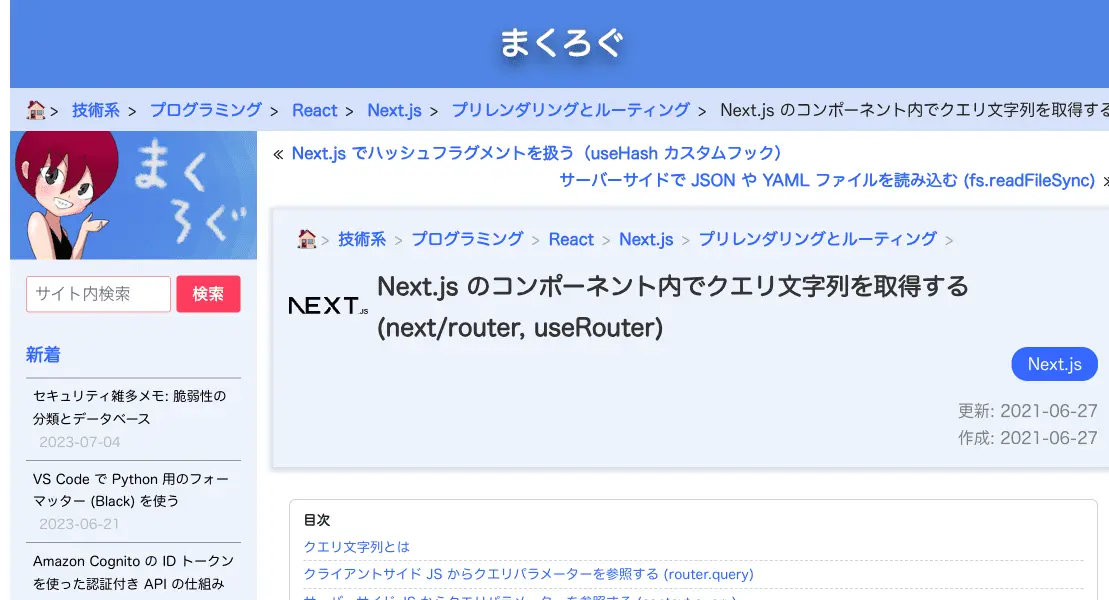 まくろぐ
> 技術系 > プログラミング > React > Next.js > プリレンダリングとルーティング > Next.js のコンポーネント内でクエリ文字列を取得する
まくろぐ
« Next.js でハッシュフラグメントを扱う（useHash カスタムフック）
サーバーサイドで JSON や YAML ファイルを読み込む (fs.readFileSync) »
> 技術系 > プログラミング > React > Next.js > プリレンダリングとルーティング >
NEXT.JS
Next.js のコンポーネント内でクエリ文字列を取得する
(next/router, useRouter)
Next.js
更新: 2021-06-27
作成: 2021-06-27
サイト内検索 検索
新着
セキュリティ雑多メモ: 脆弱性の
分類とデータベース
2023-07-04
VS Code で Python 用のフォー
マッター (Black) を使う
2023-06-21
Amazon Cognito の ID トークン
を使った認証付き API の仕組み
目次
クエリ文字列とは
クライアントサイド JS からクエリパラメーターを参照する (router.query)